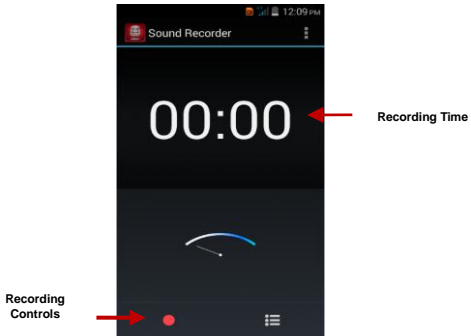 12:09 PM
Sound Recorder
00:00
Recording Time
Recording
Controls